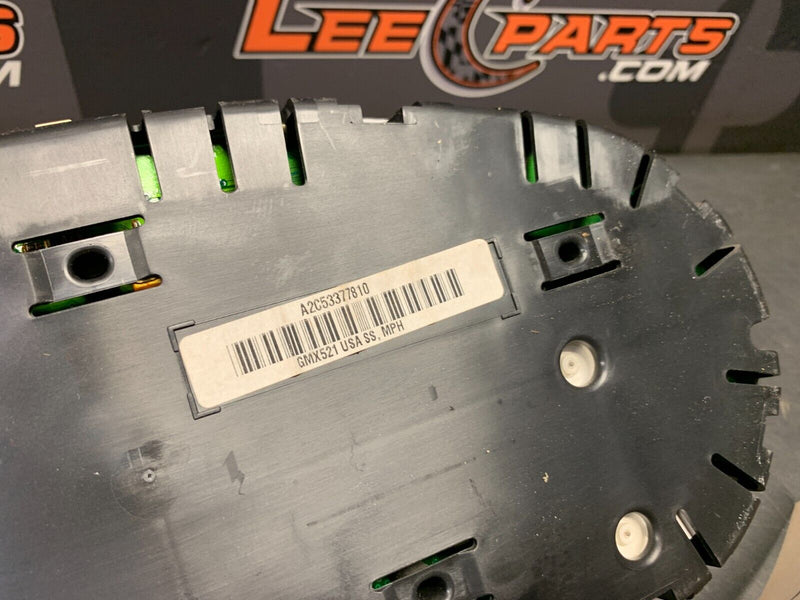 LEE PARTS
.COM
A2C53377810
GMX521 USA SS, MPH